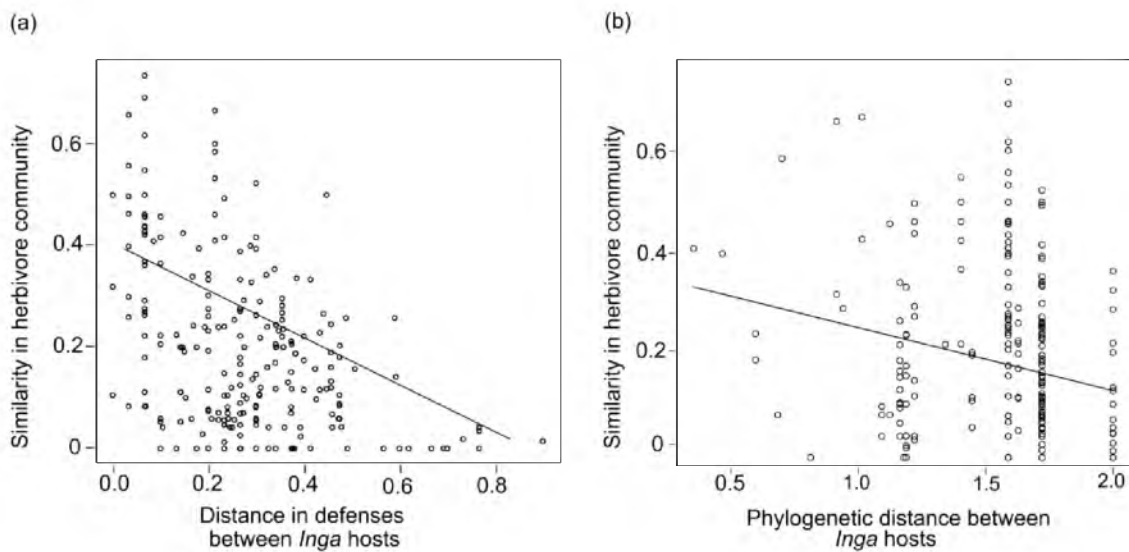 (a)
(b)
Similarity in herbivore community
0.6
0.4
0.2
0
0.0
0.2
0.4
0.6
0.8
Distance in defenses
between Inga hosts
Similarity in herbivore community
0.6
0.4
0.2
0
0.5
1.0
1.5
2.0
Phylogenetic distance between
Inga hosts